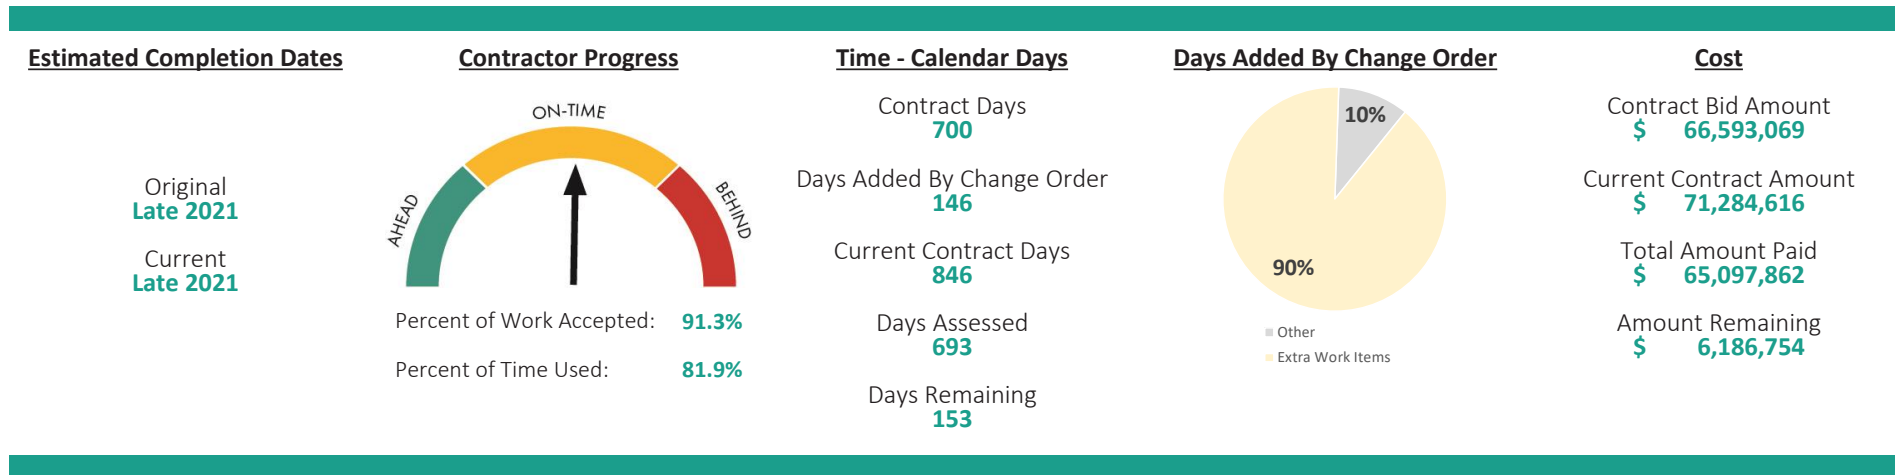 Estimated Completion Dates
Original
Late 2021
Current
Late 2021
Contractor Progress
ON-TIME
AHEAD
BEHIND
Percent of Work Accepted: 91.3%
Percent of Time Used: 81.9%
Time - Calendar Days
Contract Days
700
Days Added By Change Order
146
Current Contract Days
846
Days Assessed
693
Days Remaining
153
Days Added By Change Order
10%
90%
Other
Extra Work Items
Cost
Contract Bid Amount
$ 66,593,069
Current Contract Amount
$ 71,284,616
Total Amount Paid
$ 65,097,862
Amount Remaining
$ 6,186,754